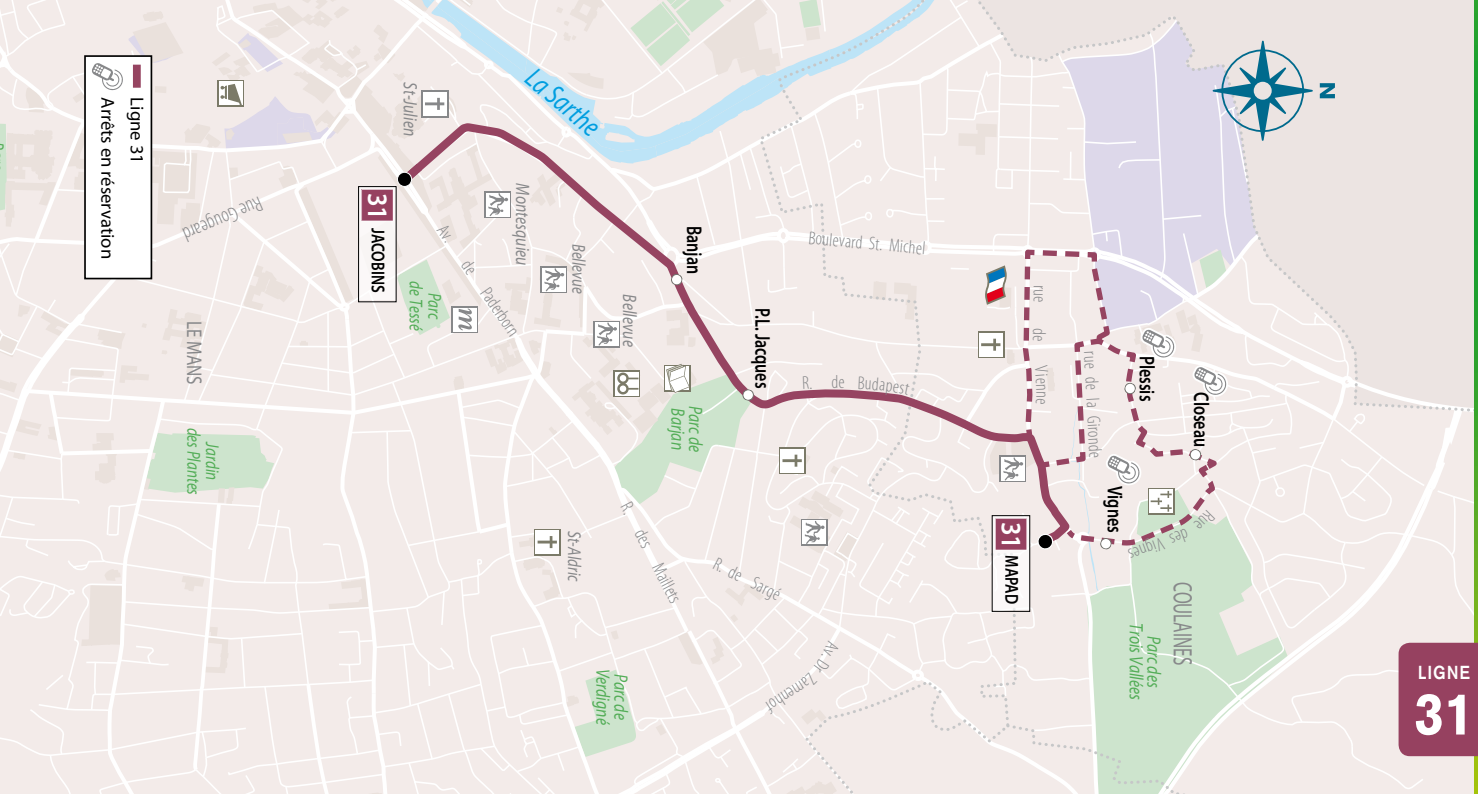 LIGNE
31
N
Ligne 31
Arrêts en réservation
La Sarthe
St-Julien
31 JACOBINS
Rue Gougeard
Av. de Paderborn
Parc
de Tessé
m
Montesquieu
Bellevue
Bellevue
Banjan
P.L. Jacques
Parc de
Barjan
Boulevard St. Michel
R. de Budapest
rue de Vienne
rue de la Gironde
Plessis
Closeau
Vignes
Rue des Vignes
31 MAPAD
COULAINES
Parc des
Trois Vallées
LE MANS
Jardin
des Plantes
St-Aldric
R. des Maillets
R. de Sargé
Av. Dr Zamenhof
Parc de
Verdigné